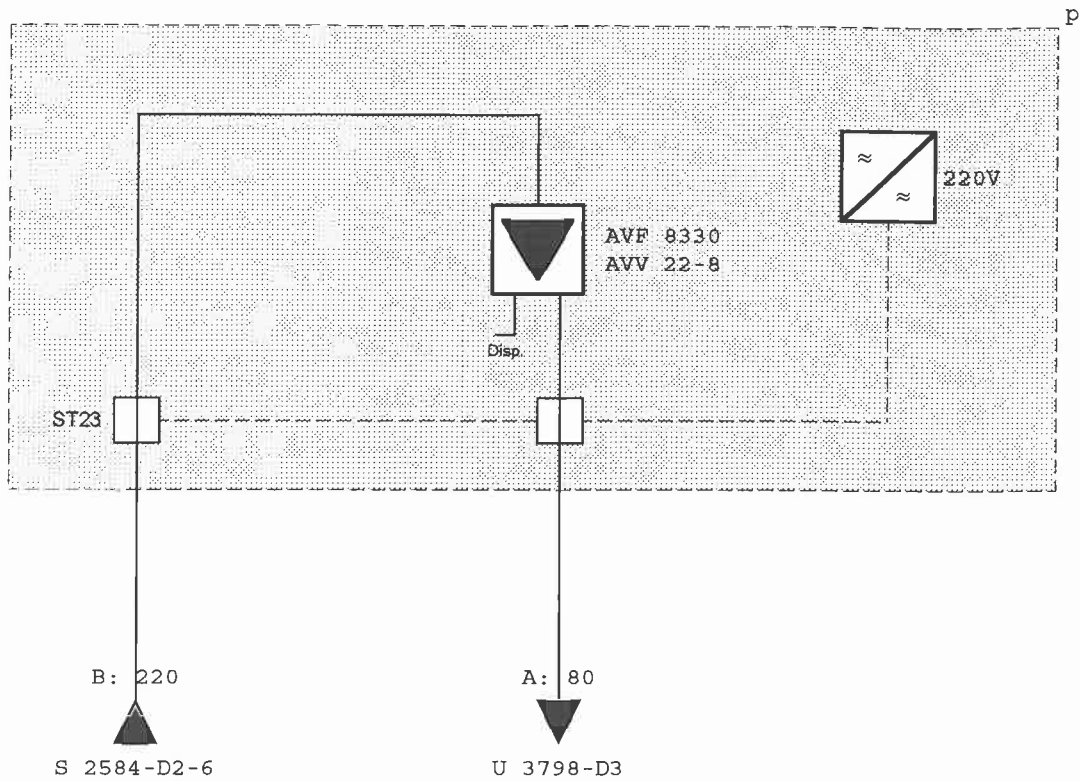 p
220V
AVF 8330
AVV 22-8
Disp.
ST23
B: 220
A: 80
S 2584-D2-6
U 3798-D3